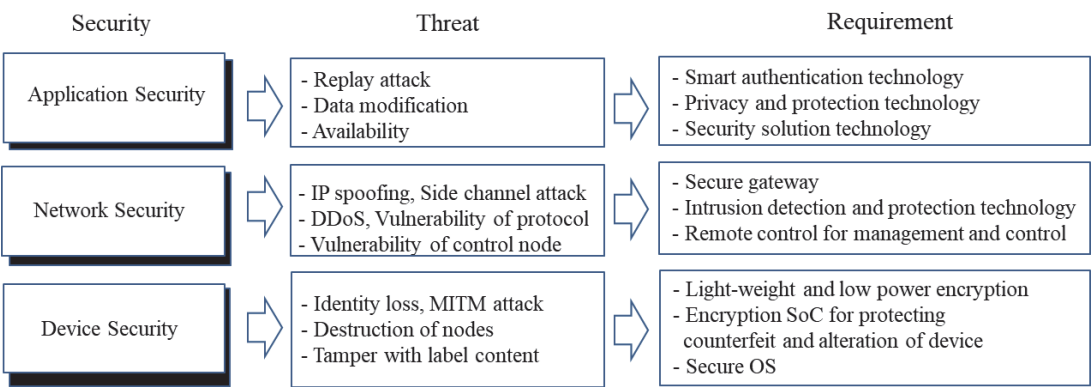 Security
Threat
Requirement
Application Security
- Replay attack
- Data modification
- Availability
- Smart authentication technology
- Privacy and protection technology
- Security solution technology
Network Security
- IP spoofing, Side channel attack
- DDoS, Vulnerability of protocol
- Vulnerability of control node
- Secure gateway
- Intrusion detection and protection technology
- Remote control for management and control
Device Security
- Identity loss, MITM attack
- Destruction of nodes
- Tamper with label content
- Light-weight and low power encryption
- Encryption SoC for protecting
counterfeit and alteration of device
- Secure OS